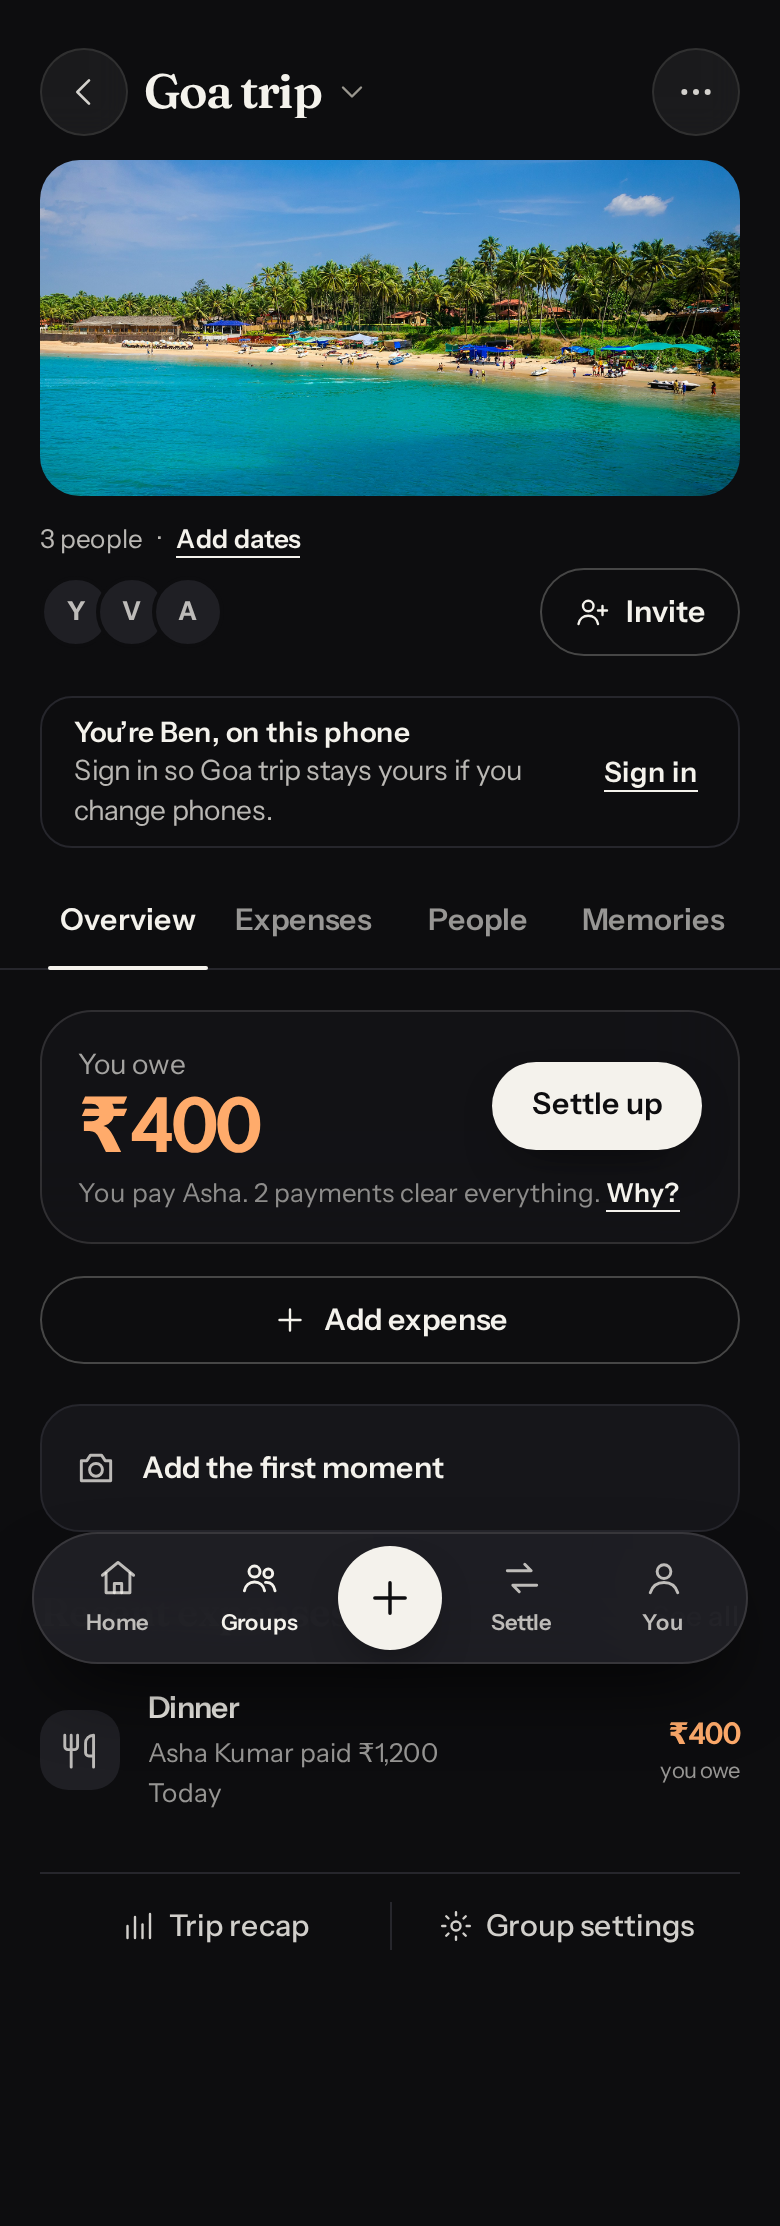 Goa trip
3 people · Add dates
Y V A
Invite
You’re Ben, on this phone
Sign in so Goa trip stays yours if you
change phones.
Sign in
Overview Expenses People Memories
You owe
₹400
Settle up
You pay Asha. 2 payments clear everything. Why?
Add expense
Add the first moment
Home Groups Settle You
Dinner
Asha Kumar paid ₹1,200
Today
₹400
you owe
Trip recap
Group settings